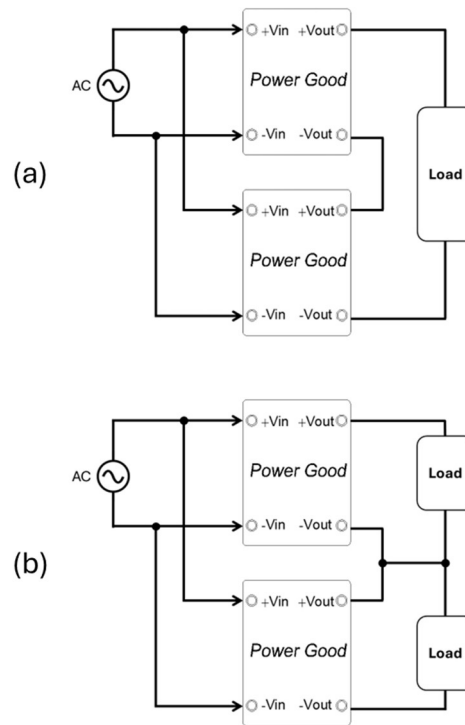 (a)
AC
+Vin +Vout
Power Good
-Vin -Vout
Load
+Vin +Vout
Power Good
-Vin -Vout
(b)
AC
+Vin +Vout
Power Good
-Vin -Vout
Load
+Vin +Vout
Power Good
-Vin -Vout
Load